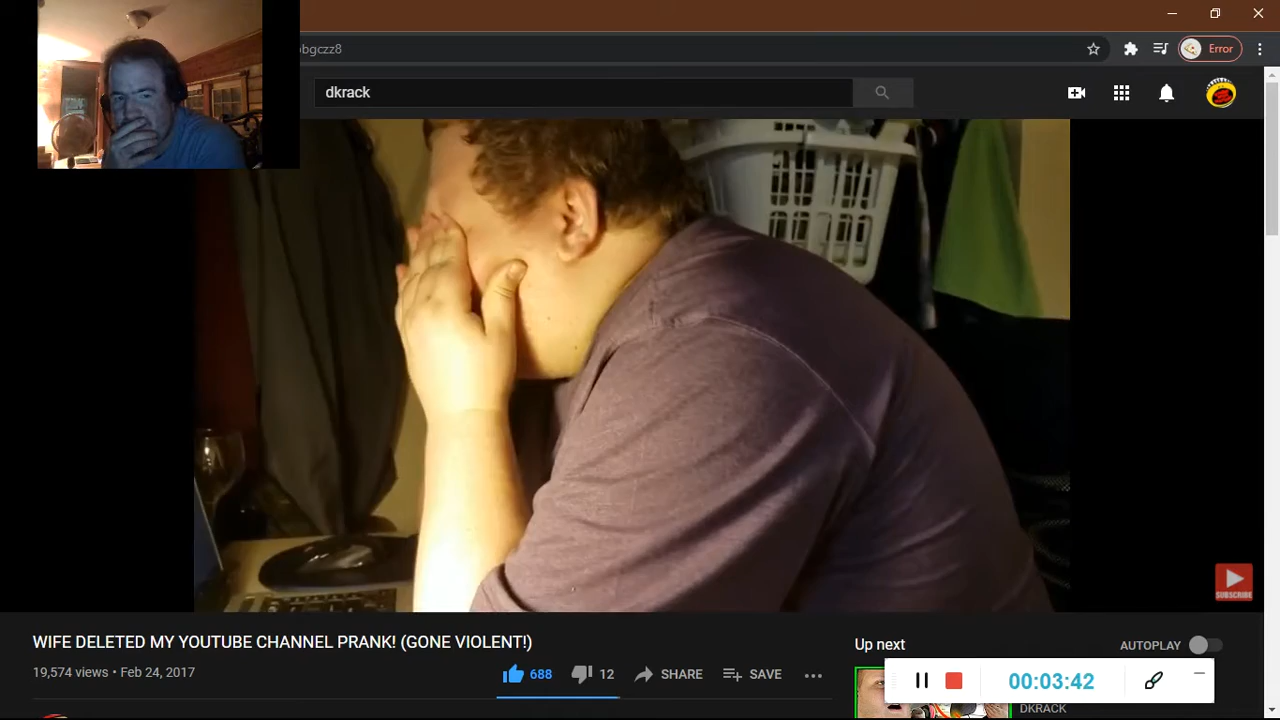 bgczz8
Error
dkrack
SUBSCRIBE
WIFE DELETED MY YOUTUBE CHANNEL PRANK! (GONE VIOLENT!)
19,574 views • Feb 24, 2017
688
12
SHARE
SAVE
Up next
AUTOPLAY
00:03:42
DKRACK